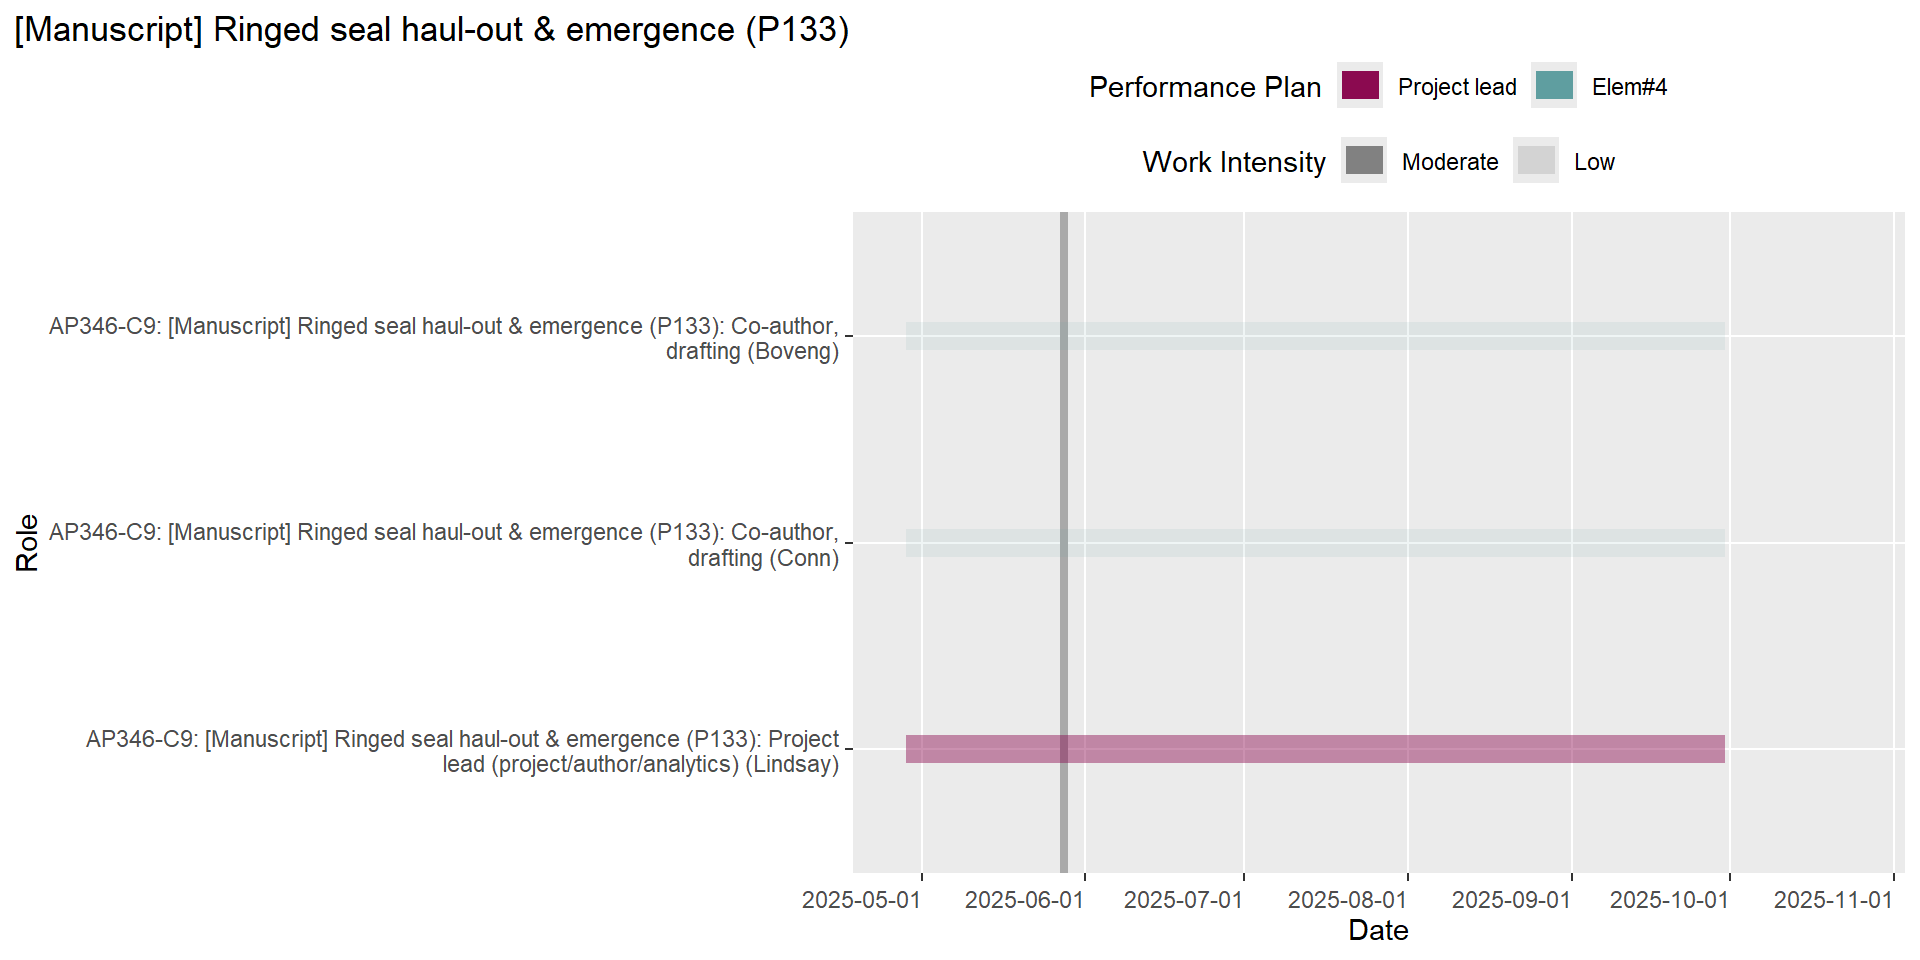 [Manuscript] Ringed seal haul-out & emergence (P133)
Performance Plan Project lead Elem#4
Work Intensity Moderate Low
AP346-C9: [Manuscript] Ringed seal haul-out & emergence (P133): Co-author,
drafting (Boveng)
AP346-C9: [Manuscript] Ringed seal haul-out & emergence (P133): Co-author,
drafting (Conn)
AP346-C9: [Manuscript] Ringed seal haul-out & emergence (P133): Project
lead (project/author/analytics) (Lindsay)
Role
2025-05-01 2025-06-01 2025-07-01 2025-08-01 2025-09-01 2025-10-01 2025-11-01
Date